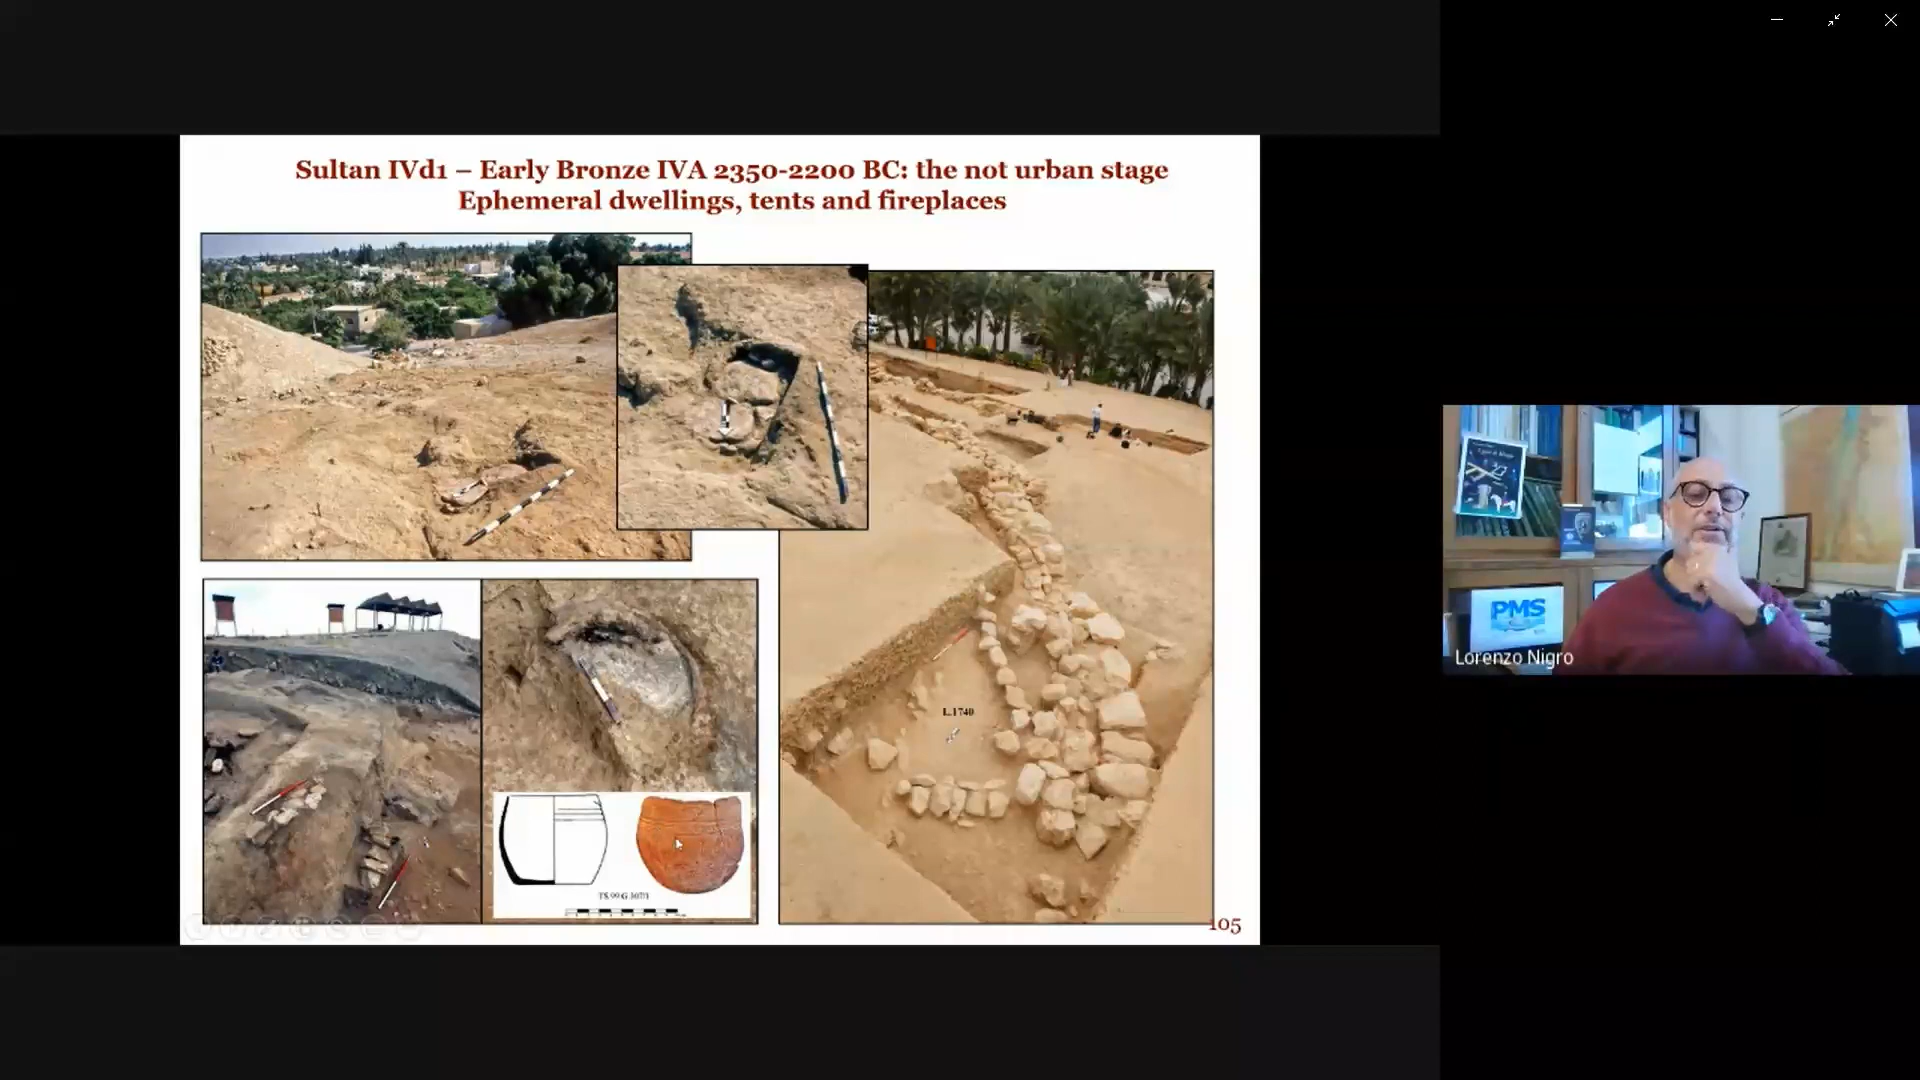 Sultan IVd1 – Early Bronze IVA 2350-2200 BC: the not urban stage
Ephemeral dwellings, tents and fireplaces
L.1740
105
PMS
Lorenzo Nigro